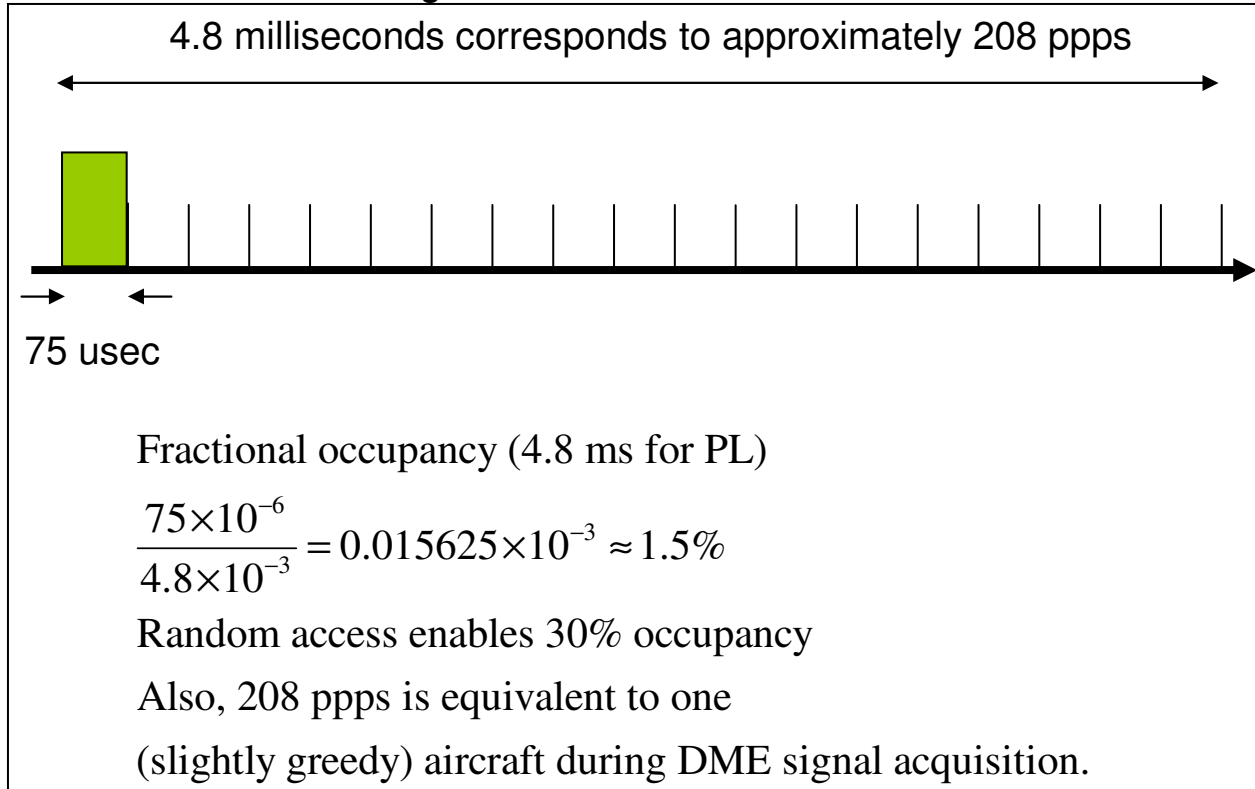 4.8 milliseconds corresponds to approximately 208 ppps
75 usec
Fractional occupancy (4.8 ms for PL)
75×10⁻⁶ / 4.8×10⁻³ = 0.015625×10⁻³ ≈ 1.5%
Random access enables 30% occupancy
Also, 208 ppps is equivalent to one
(slightly greedy) aircraft during DME signal acquisition.